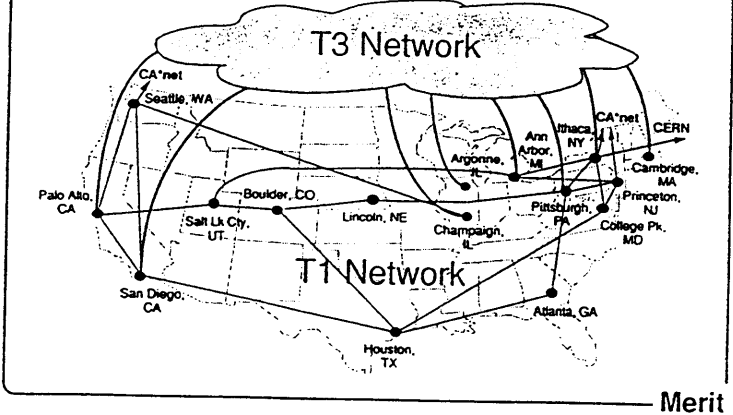 T3 Network
CA*net
Seattle, WA
CA*net
Ithaca,
NY
CERN
Ann
Arbor,
MI
Argonne,
IL
Cambridge,
MA
Palo Alto,
CA
Boulder, CO
Salt Lk Cty,
UT
Lincoln, NE
Champaign,
IL
Pittsburgh,
PA
Princeton,
NJ
College Pk,
MD
T1 Network
San Diego,
CA
Atlanta, GA
Houston,
TX
Merit